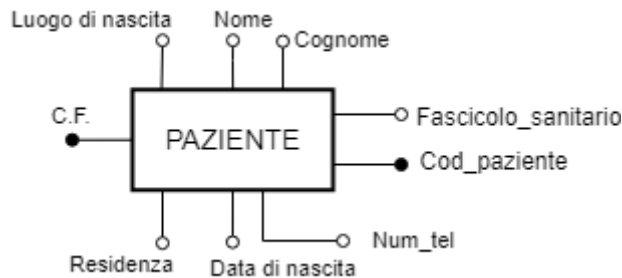 Luogo di nascita
Nome
Cognome
C.F.
PAZIENTE
Fascicolo_sanitario
Cod_paziente
Num_tel
Residenza
Data di nascita